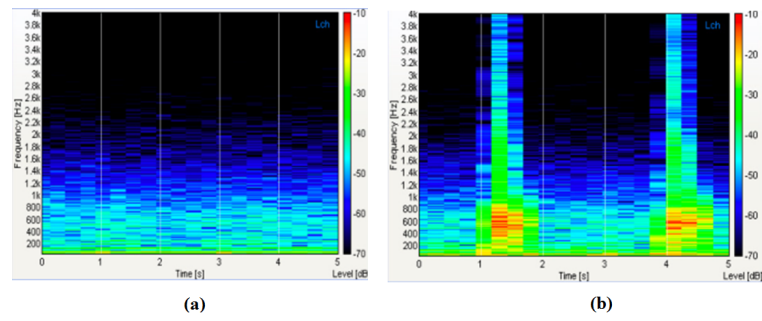 4k
3.8k
3.6k
3.4k
3.2k
3k
2.8k
2.6k
2.4k
2.2k
2k
1.8k
1.6k
1.4k
1.2k
1k
800
600
400
200
Frequency [Hz]
Lch
0 1 2 3 4 5
Time [s]
Level [dB]
-10
-20
-30
-40
-50
-60
-70
(a)
4k
3.8k
3.6k
3.4k
3.2k
3k
2.8k
2.6k
2.4k
2.2k
2k
1.8k
1.6k
1.4k
1.2k
1k
800
600
400
200
Frequency [Hz]
Lch
0 1 2 3 4 5
Time [s]
Level [dB]
-10
-20
-30
-40
-50
-60
-70
(b)